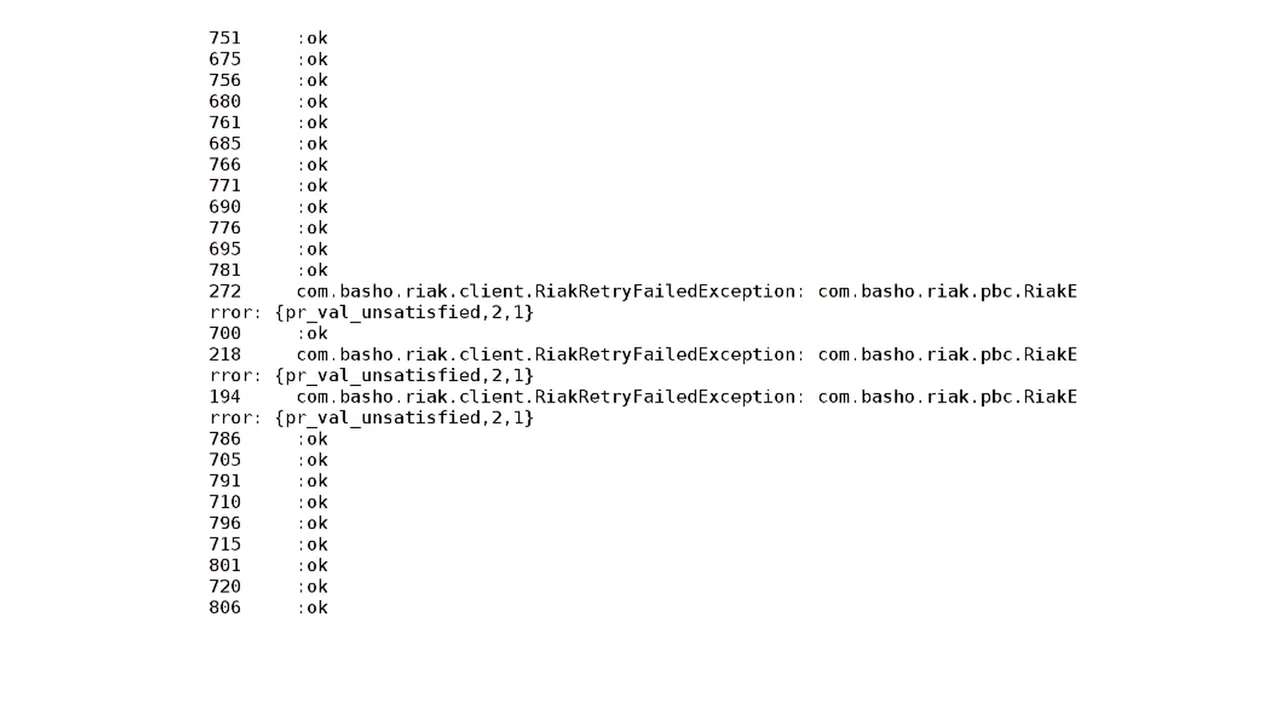 751     :ok
675     :ok
756     :ok
680     :ok
761     :ok
685     :ok
766     :ok
771     :ok
690     :ok
776     :ok
695     :ok
781     :ok
272     com.basho.riak.client.RiakRetryFailedException: com.basho.riak.pbc.RiakE
rror: {pr_val_unsatisfied,2,1}
700     :ok
218     com.basho.riak.client.RiakRetryFailedException: com.basho.riak.pbc.RiakE
rror: {pr_val_unsatisfied,2,1}
194     com.basho.riak.client.RiakRetryFailedException: com.basho.riak.pbc.RiakE
rror: {pr_val_unsatisfied,2,1}
786     :ok
705     :ok
791     :ok
710     :ok
796     :ok
715     :ok
801     :ok
720     :ok
806     :ok